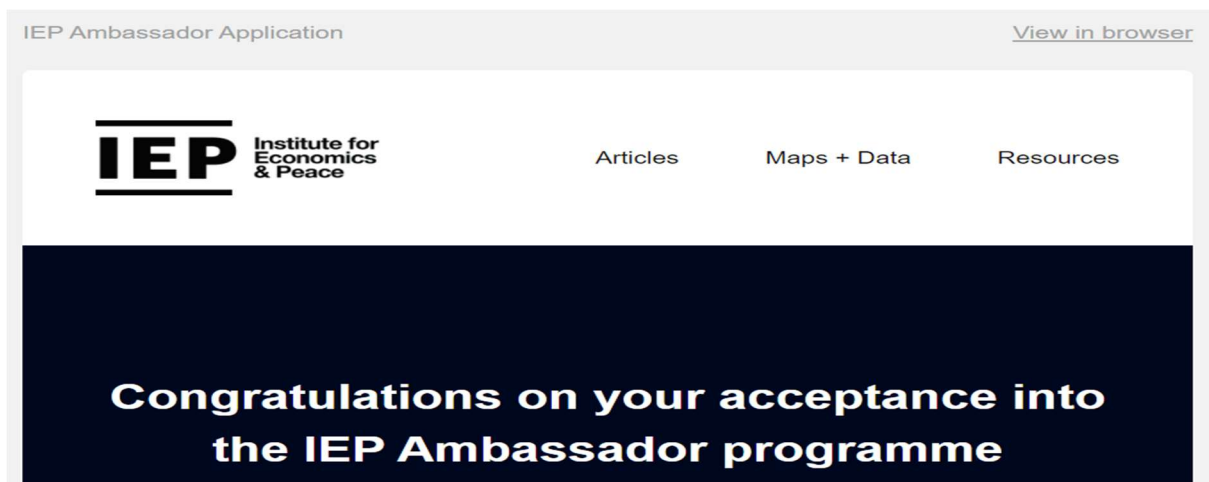 IEP Ambassador Application
View in browser
IEP
Institute for
Economics
& Peace
Articles
Maps + Data
Resources
Congratulations on your acceptance into
the IEP Ambassador programme